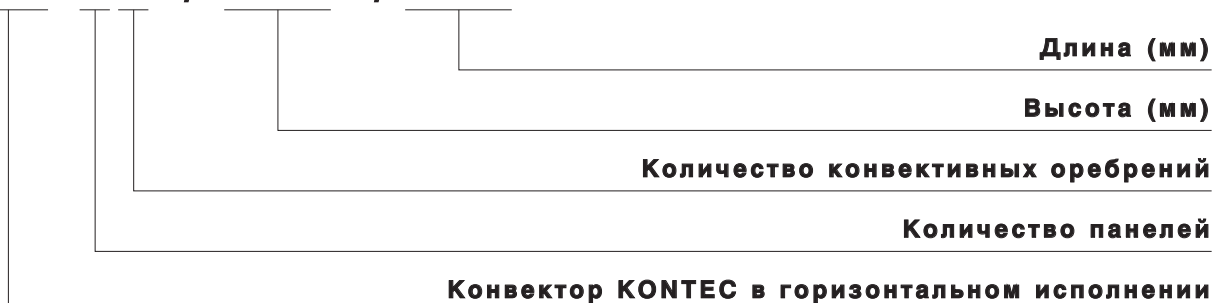 Длина (мм)
Высота (мм)
Количество конвективных оребрений
Количество панелей
Конвектор KONTEC в горизонтальном исполнении